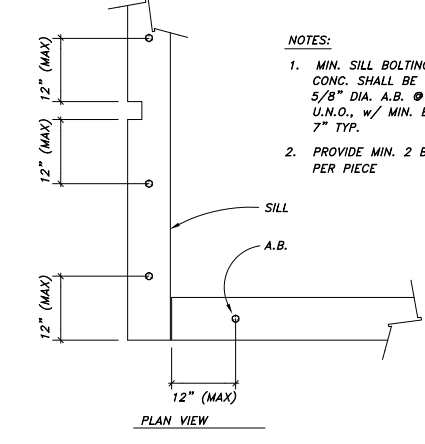 NOTES:
1. MIN. SILL BOLTING
CONC. SHALL BE
5/8" DIA. A.B. @
U.N.O., w/ MIN.
7" TYP.
2. PROVIDE MIN. 2
PER PIECE
12" (MAX)
12" (MAX)
SILL
A.B.
12" (MAX)
12" (MAX)
PLAN VIEW